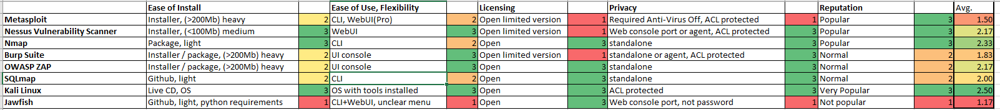 Ease of Install Ease of Use, Flexibility Licensing Privacy Reputation Avg.
Metasploit Installer, (>200Mb) heavy 2 CLI, WebUI(Pro) 2 Open limited version 1 Required Anti-Virus Off, ACL protected 1 Popular 3 1.50
Nessus Vulnerability Scanner Installer, (<100Mb) medium 3 WebUI 3 Open limited version 1 Web console port or agent, ACL protected 3 Popular 3 2.17
Nmap Package, light 3 CLI 2 Open 3 standalone 3 Popular 3 2.33
Burp Suite Installer / package, (>200Mb) heavy 2 UI console 3 Open limited version 1 standalone or agent, ACL protected 3 Normal 2 1.83
OWASP ZAP Installer / package, (>200Mb) heavy 2 UI console 3 Open 3 standalone 3 Normal 2 2.17
SQLmap Github, light 2 CLI 2 Open 3 standalone 3 Normal 2 2.00
Kali Linux Live CD, OS 3 OS with tools installed 3 Open 3 ACL protected 3 Very Popular 3 2.50
Jawfish Github, light, python requirements 1 CLI+WebUI, unclear menu 1 Open 3 Web console port, not password 1 Not popular 1 1.17